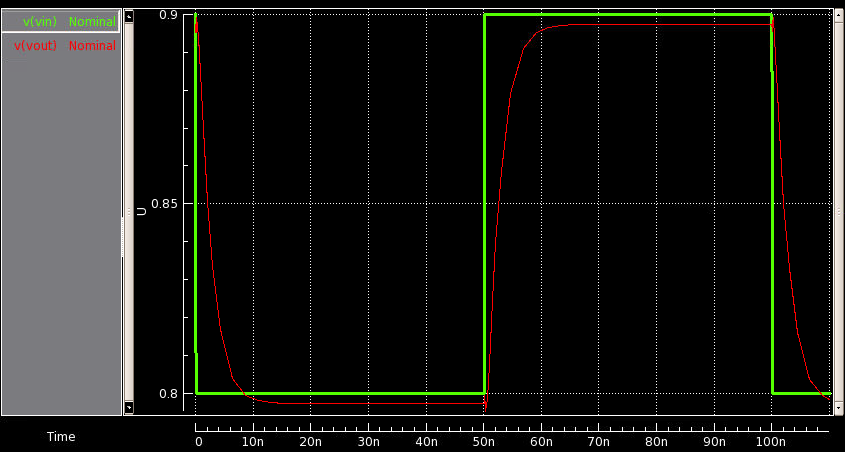 v(vin) Nominal
v(vout) Nominal
0.9
0.85
0.8
U
Time
0 10n 20n 30n 40n 50n 60n 70n 80n 90n 100n